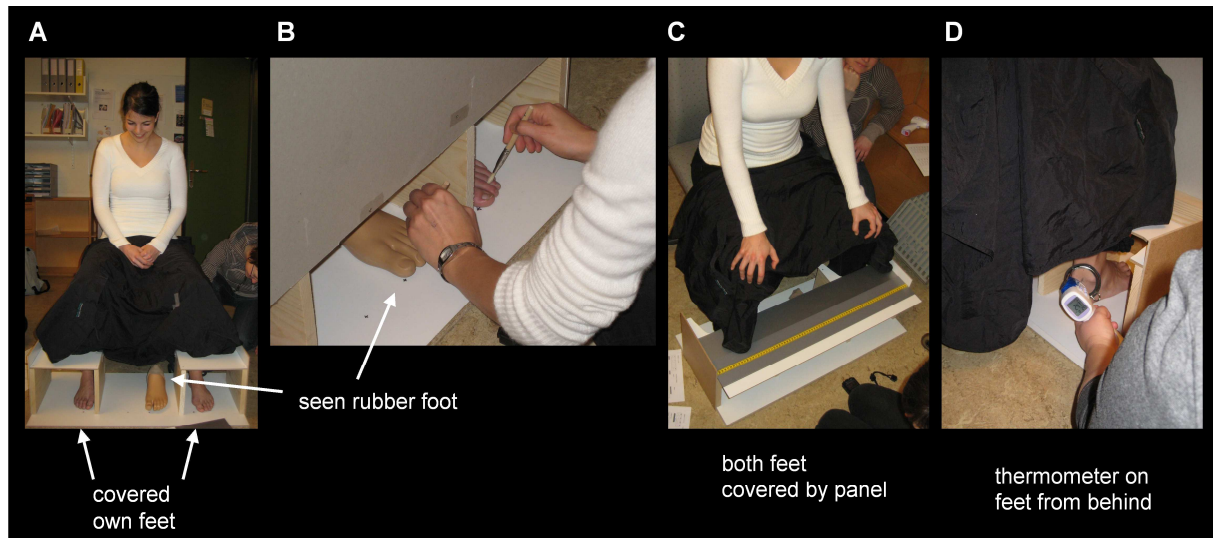 A
B
C
D
seen rubber foot
covered
own feet
both feet
covered by panel
thermometer on
feet from behind